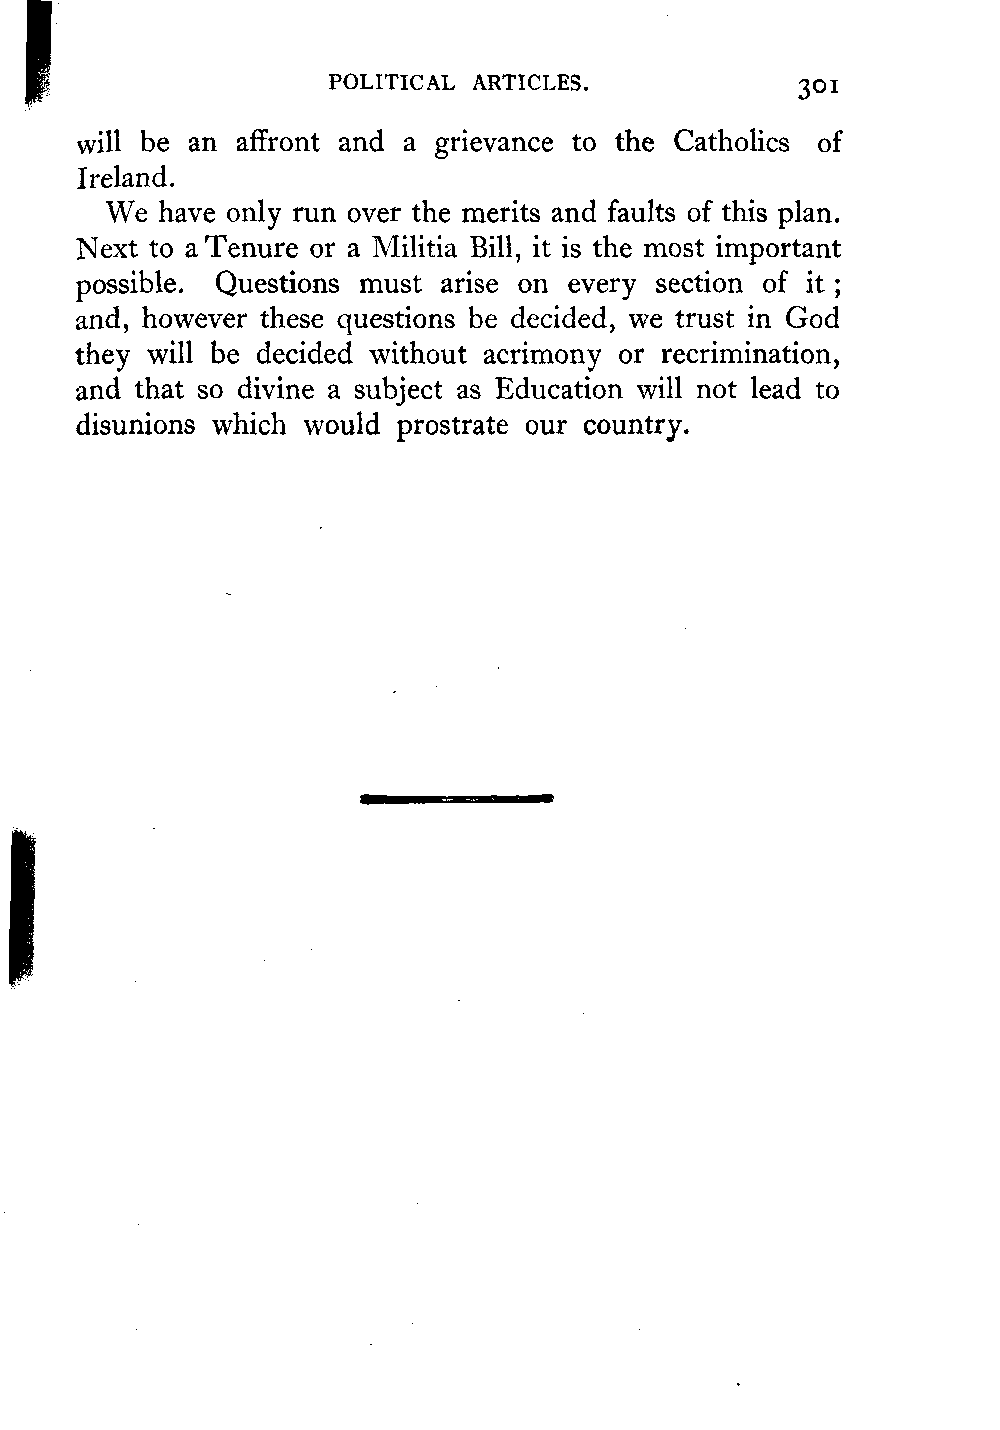 POLITICAL ARTICLES. 301
will be an affront and a grievance to the Catholics of
Ireland.
We have only run over the merits and faults of this plan.
Next to a Tenure or a Militia Bill, it is the most important
possible. Questions must arise on every section of it ;
and, however these questions be decided, we trust in God
they will be decided without acrimony or recrimination,
and that so divine a subject as Education will not lead to
disunions which would prostrate our country.